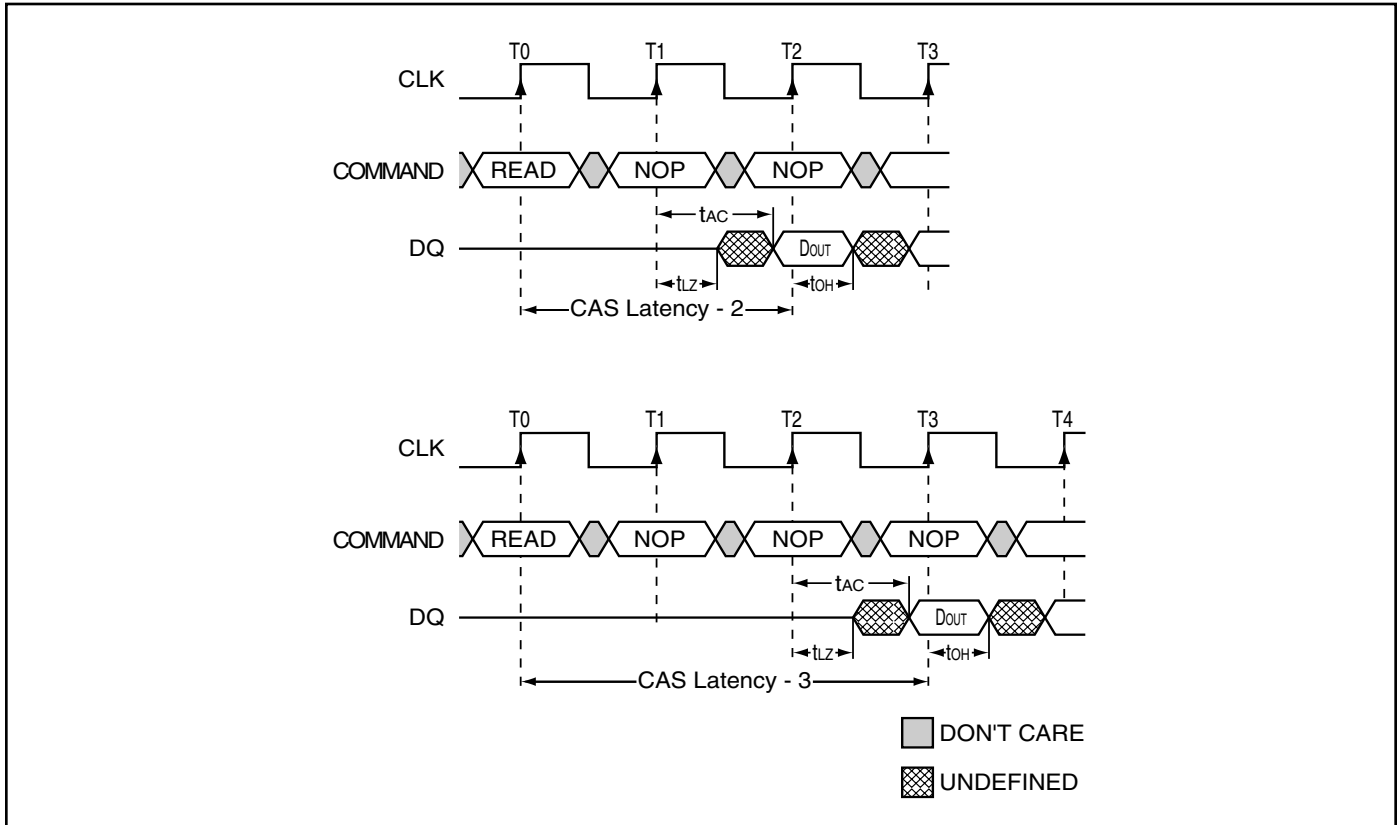 T0 T1 T2 T3
CLK
COMMAND READ NOP NOP
tAC
DQ DOUT
tLZ tOH
CAS Latency - 2
T0 T1 T2 T3 T4
CLK
COMMAND READ NOP NOP NOP
tAC
DQ DOUT
tLZ tOH
CAS Latency - 3
DON'T CARE
UNDEFINED